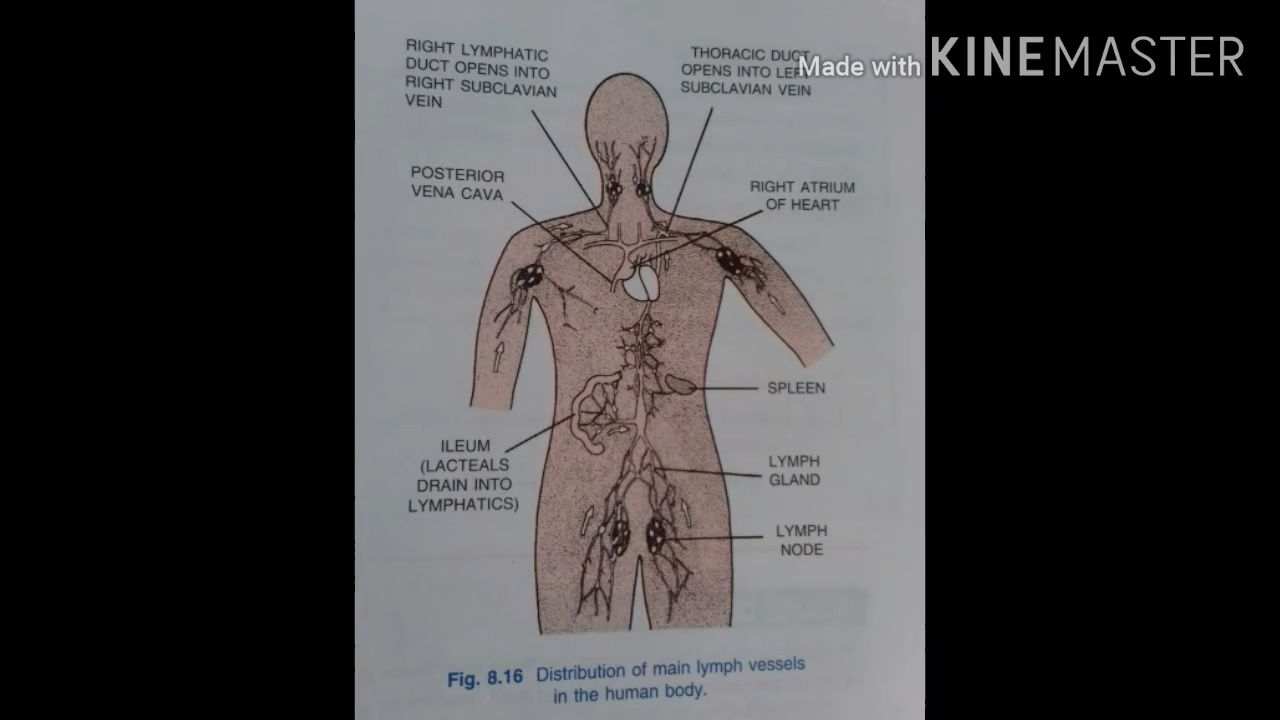 RIGHT LYMPHATIC
DUCT OPENS INTO
RIGHT SUBCLAVIAN
VEIN
THORACIC DUCT
OPENS INTO LEFT
SUBCLAVIAN VEIN
Made with KINEMASTER
POSTERIOR
VENA CAVA
RIGHT ATRIUM
OF HEART
SPLEEN
ILEUM
(LACTEALS
DRAIN INTO
LYMPHATICS)
LYMPH
GLAND
LYMPH
NODE
Fig. 8.16 Distribution of main lymph vessels
in the human body.